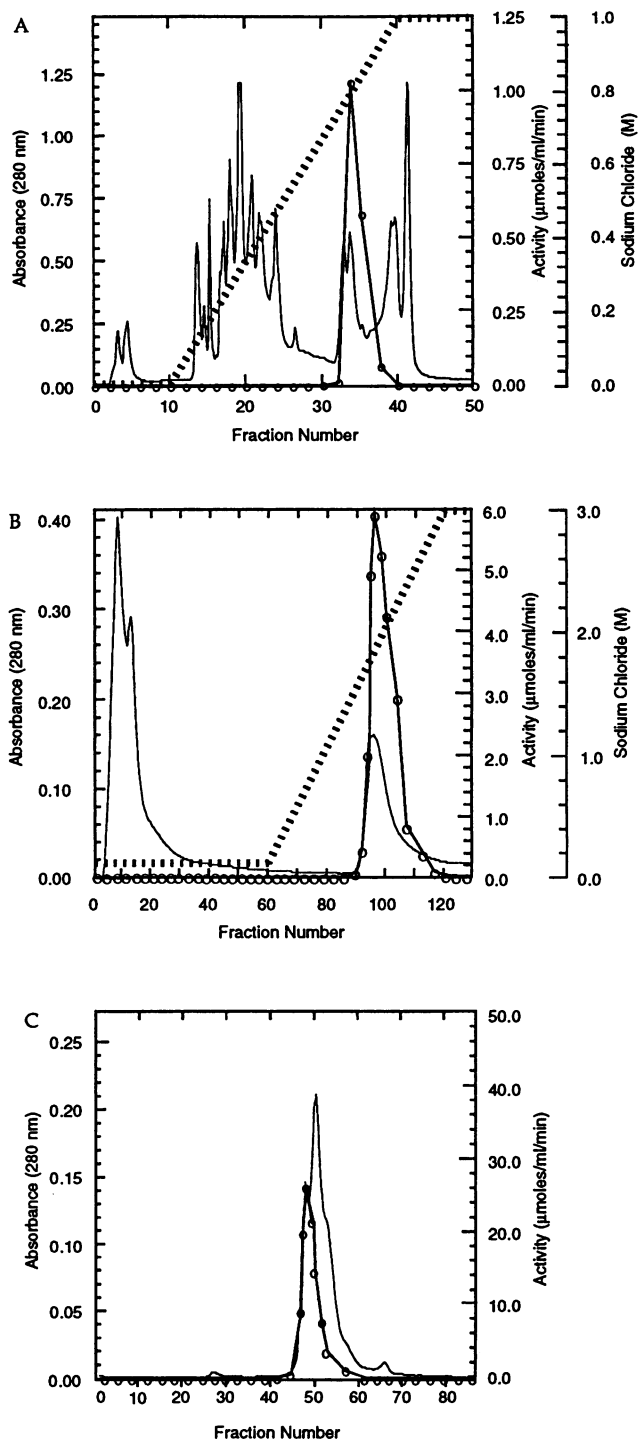 A
Absorbance (280 nm)
1.25
1.00
0.75
0.50
0.25
0.00
0 10 20 30 40 50
Fraction Number
1.25
1.00
0.75
0.50
0.25
0.00
Activity (µmoles/ml/min)
1.0
0.8
0.6
0.4
0.2
0.0
Sodium Chloride (M)
B
Absorbance (280 nm)
0.40
0.30
0.20
0.10
0.00
0 20 40 60 80 100 120
Fraction Number
6.0
5.0
4.0
3.0
2.0
1.0
0.0
Activity (µmoles/ml/min)
3.0
2.0
1.0
0.0
Sodium Chloride (M)
C
Absorbance (280 nm)
0.25
0.20
0.15
0.10
0.05
0.00
0 10 20 30 40 50 60 70 80
Fraction Number
50.0
40.0
30.0
20.0
10.0
0.0
Activity (µmoles/ml/min)